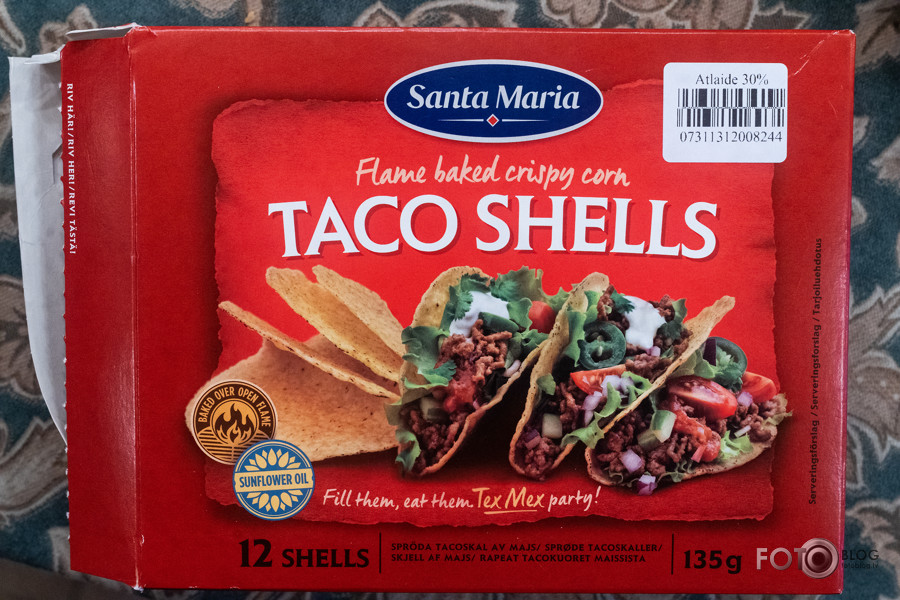 Santa Maria
Atlaide 30%
07311312008244
Flame baked crispy corn
TACO SHELLS
RIV HÄR!/RIV HER!/REVI TÄSTÄ!
BAKED OVER OPEN FLAME
SUNFLOWER OIL
Fill them, eat them Tex Mex party!
Serveringsförslag / Serveringsforslag / Tarjoiluehdotus
12 SHELLS
SPRÖDA TACOSKAL AV MAJS/ SPRØDE TACOSKALLER/
SKJELL AF MAJS/ RAPEAT TACOKUORET MAISSISTA
135g
FOTO BLOG